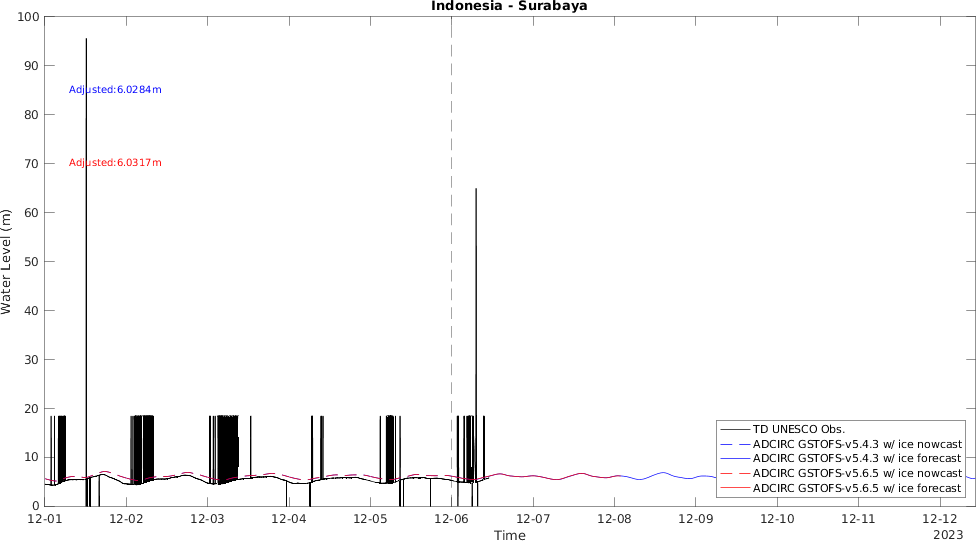 Indonesia - Surabaya
100
90
80
70
60
50
40
30
20
10
0
Water Level (m)
Adjusted:6.0284m
Adjusted:6.0317m
TD UNESCO Obs.
ADCIRC GSTOFS-v5.4.3 w/ ice nowcast
ADCIRC GSTOFS-v5.4.3 w/ ice forecast
ADCIRC GSTOFS-v5.6.5 w/ ice nowcast
ADCIRC GSTOFS-v5.6.5 w/ ice forecast
12-01 12-02 12-03 12-04 12-05 12-06 12-07 12-08 12-09 12-10 12-11 12-12
Time
2023